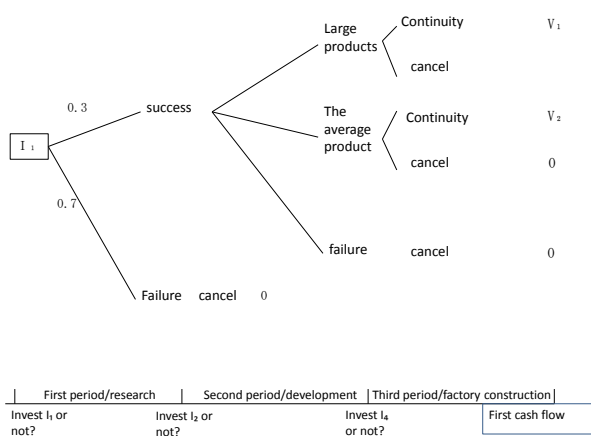 Large
products
Continuity
V₁
cancel
0.3
success
The
average
product
Continuity
V₂
cancel
0
I₁
0.7
failure
cancel
0
Failure cancel 0
First period/research
Second period/development
Third period/factory construction
Invest I₁ or
not?
Invest I₂ or
not?
Invest I₄
or not?
First cash flow